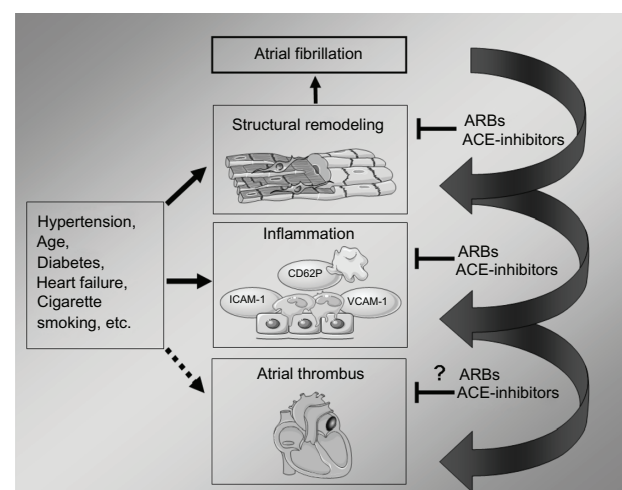 Atrial fibrillation
Structural remodeling
ARBs
ACE-inhibitors
Hypertension,
Age,
Diabetes,
Heart failure,
Cigarette
smoking, etc.
Inflammation
CD62P
ICAM-1
VCAM-1
ARBs
ACE-inhibitors
Atrial thrombus
? ARBs
ACE-inhibitors